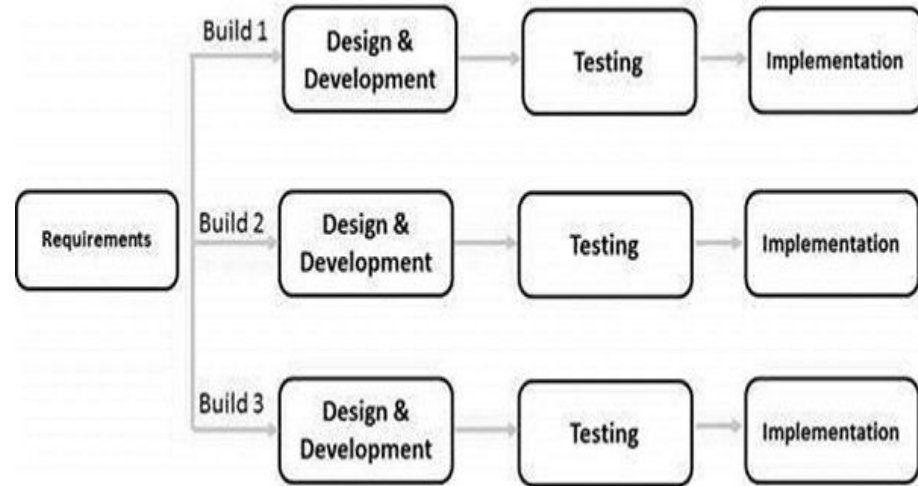 Build 1
Design &
Development
Testing
Implementation
Requirements
Build 2
Design &
Development
Testing
Implementation
Build 3
Design &
Development
Testing
Implementation